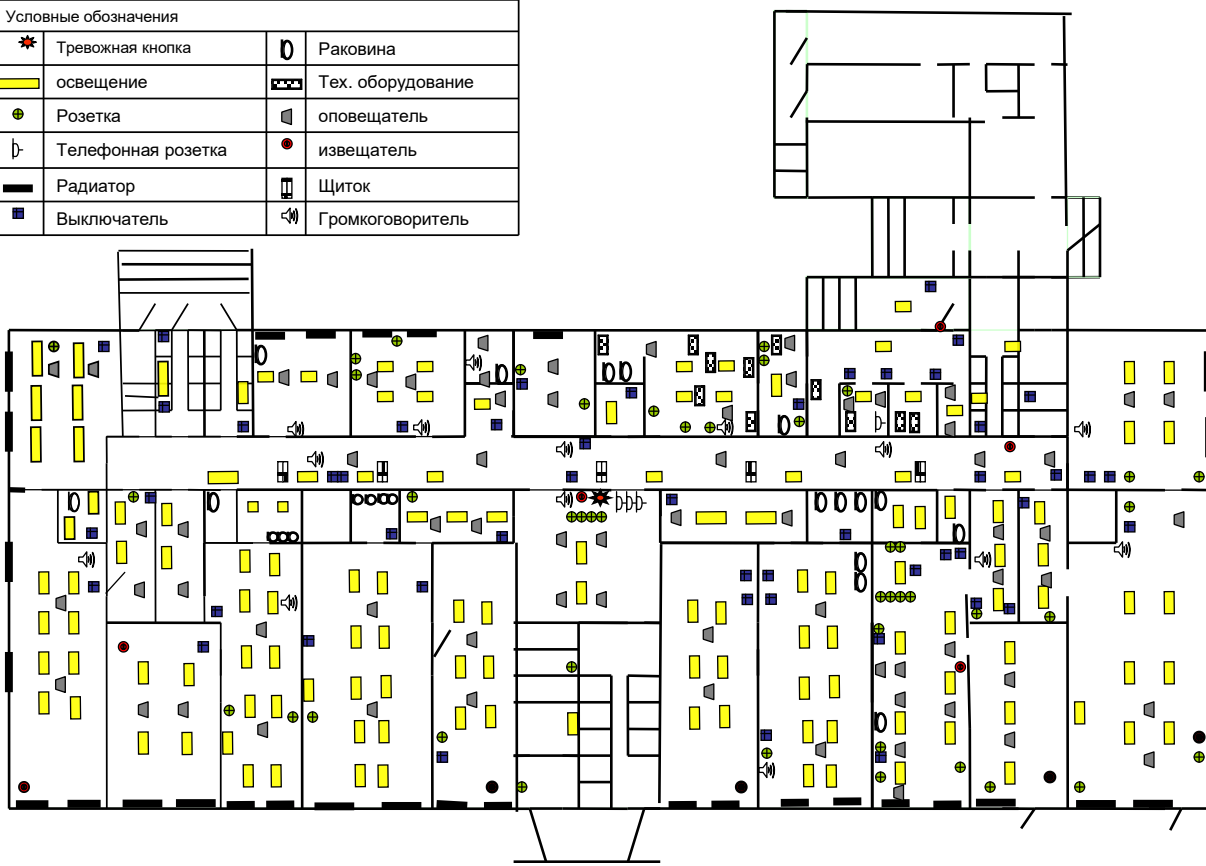 Условные обозначения
Тревожная кнопка
Раковина
освещение
Тех. оборудование
Розетка
оповещатель
Телефонная розетка
извещатель
Радиатор
Щиток
Выключатель
Громкоговоритель